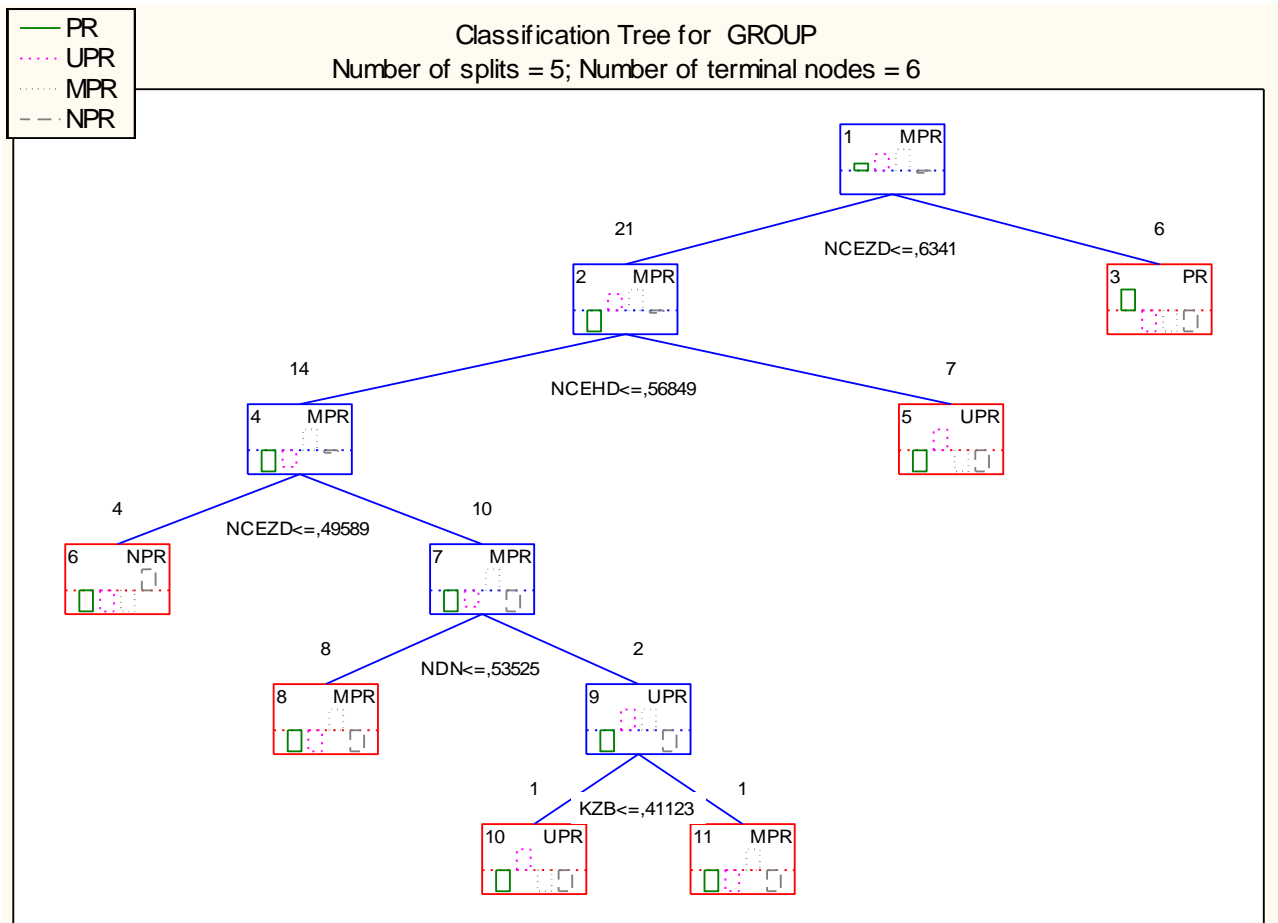 PR
UPR
MPR
NPR
Classification Tree for GROUP
Number of splits = 5; Number of terminal nodes = 6
1 MPR
21
6
NCEZD<=,6341
2 MPR
3 PR
14
7
NCEHD<=,56849
4 MPR
5 UPR
4
10
NCEZD<=,49589
6 NPR
7 MPR
8
2
NDN<=,53525
8 MPR
9 UPR
1
1
KZB<=,41123
10 UPR
11 MPR